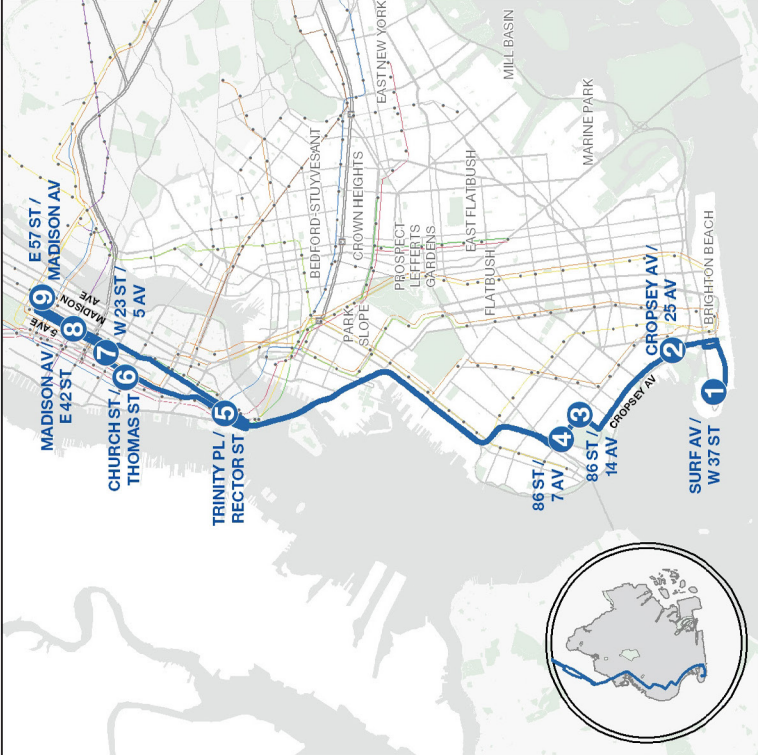 EAST NEW YORK
MILL BASIN
MARINE PARK
BEDFORD-STUYVESANT
CROWN HEIGHTS
PROSPECT
LEFFERTS
GARDENS
EAST FLATBUSH
FLATBUSH
PARK
SLOPE
BRIGHTON BEACH
9
E 57 ST /
MADISON AV
MADISON
AVE
5 AVE
8
MADISON AV /
E 42 ST
7
W 23 ST /
5 AV
6
CHURCH ST /
THOMAS ST
5
TRINITY PL /
RECTOR ST
4
86 ST /
7 AV
3
86 ST /
14 AV
CROPSEY AV
2
CROPSEY AV /
25 AV
1
SURF AV /
W 37 ST